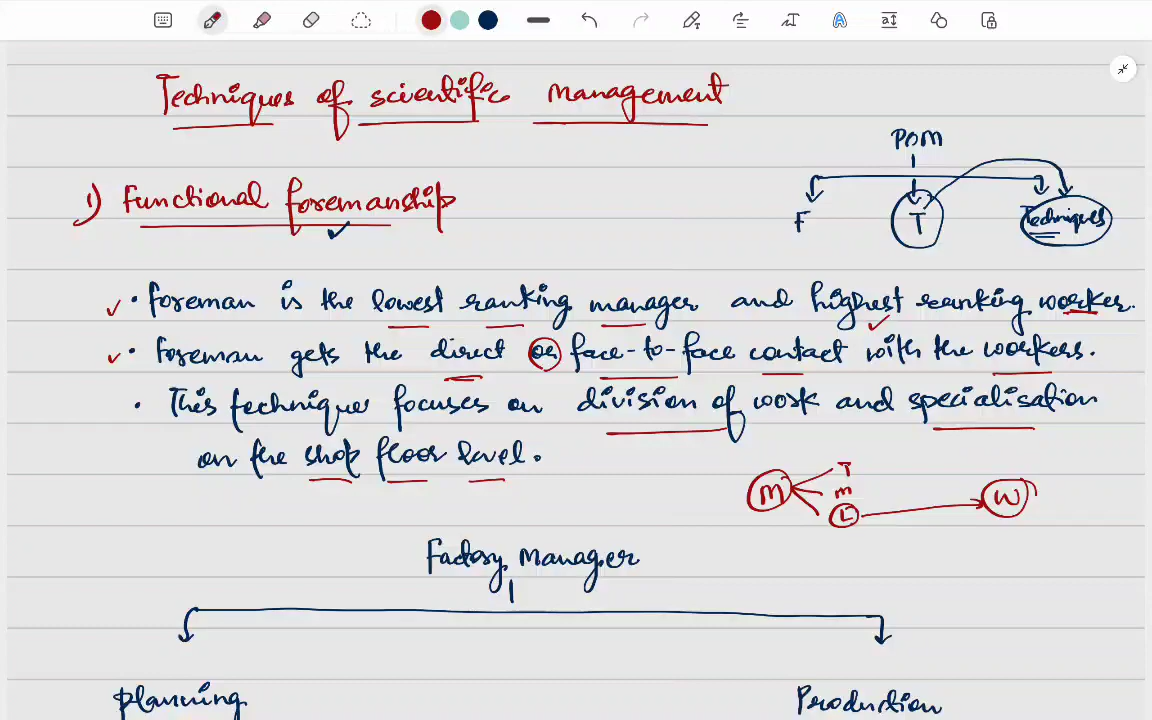 Techniques of scientific management
POM
F T Techniques
1) Functional foremanship
• Foreman is the lowest ranking manager and highest ranking worker.
• Foreman gets the direct or face-to-face contact with the workers.
• This technique focuses on division of work and specialisation
on the shop floor level.
M T M L W
Factory Manager
Planning Production